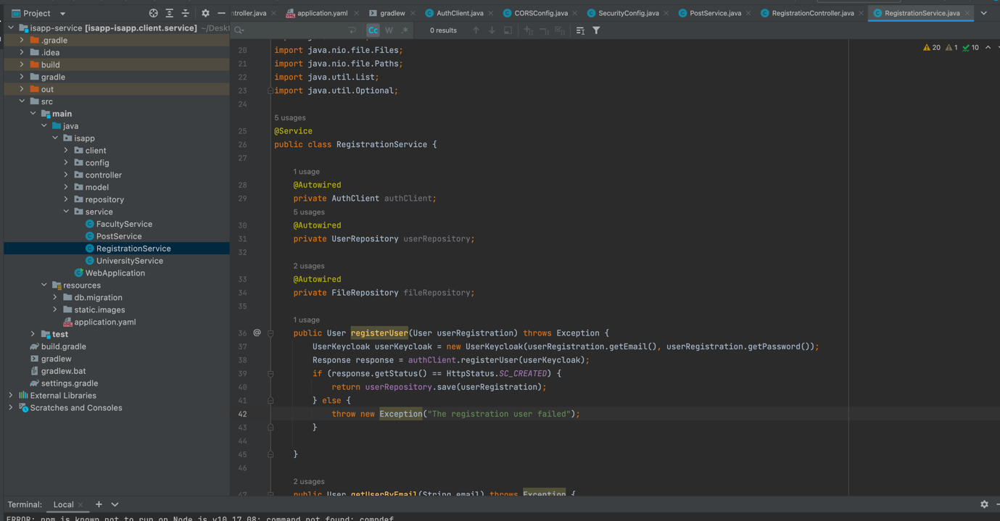 Project
ntroller.java
application.yaml
gradlew
AuthClient.java
CORSConfig.java
SecurityConfig.java
PostService.java
RegistrationController.java
RegistrationService.java
isapp-service [isapp-isapp.client.service] ~/Deskt
.gradle
.idea
build
gradle
out
src
main
java
isapp
client
config
controller
model
repository
service
FacultyService
PostService
RegistrationService
UniversityService
WebApplication
resources
db.migration
static.images
application.yaml
test
build.gradle
gradlew
gradlew.bat
settings.gradle
External Libraries
Scratches and Consoles
Cc W .* 0 results
20 1 10
20 import java.nio.file.Files;
21 import java.nio.file.Paths;
22 import java.util.List;
23 import java.util.Optional;
24
5 usages
25 @Service
26 public class RegistrationService {
27
1 usage
28 @Autowired
29 private AuthClient authClient;
5 usages
30 @Autowired
31 private UserRepository userRepository;
32
2 usages
33 @Autowired
34 private FileRepository fileRepository;
35
1 usage
36 @ public User registerUser(User userRegistration) throws Exception {
37 UserKeycloak userKeycloak = new UserKeycloak(userRegistration.getEmail(), userRegistration.getPassword());
38 Response response = authClient.registerUser(userKeycloak);
39 if (response.getStatus() == HttpStatus.SC_CREATED) {
40 return userRepository.save(userRegistration);
41 } else {
42 throw new Exception("The registration user failed");
43 }
44
45 }
46
2 usages
47 public User getUserByEmail(String email) throws Exception {
Terminal: Local
ERROR: npm is known not to run on Node.js v10.17.08: command not found: compdef